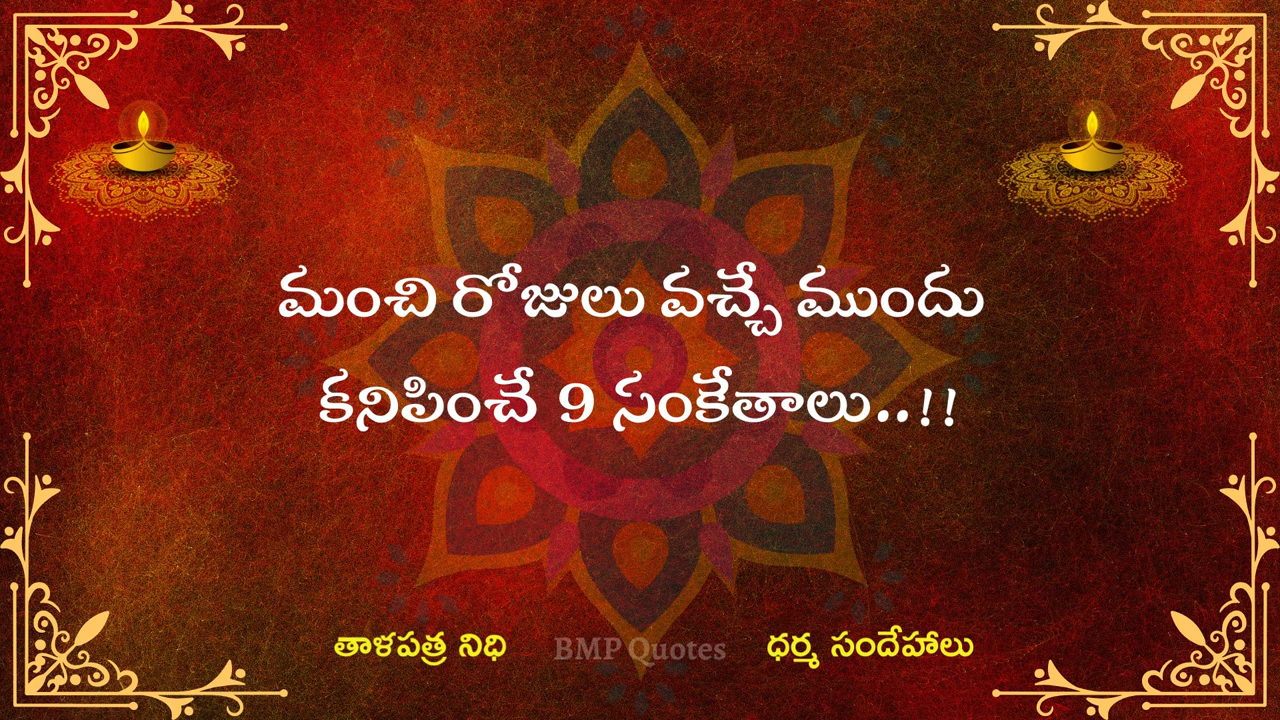 మంచి రోజులు వచ్చే ముందు
కనిపించే 9 సంకేతాలు..!!
తాళపత్ర నిధి BMP Quotes ధర్మ సందేహాలు